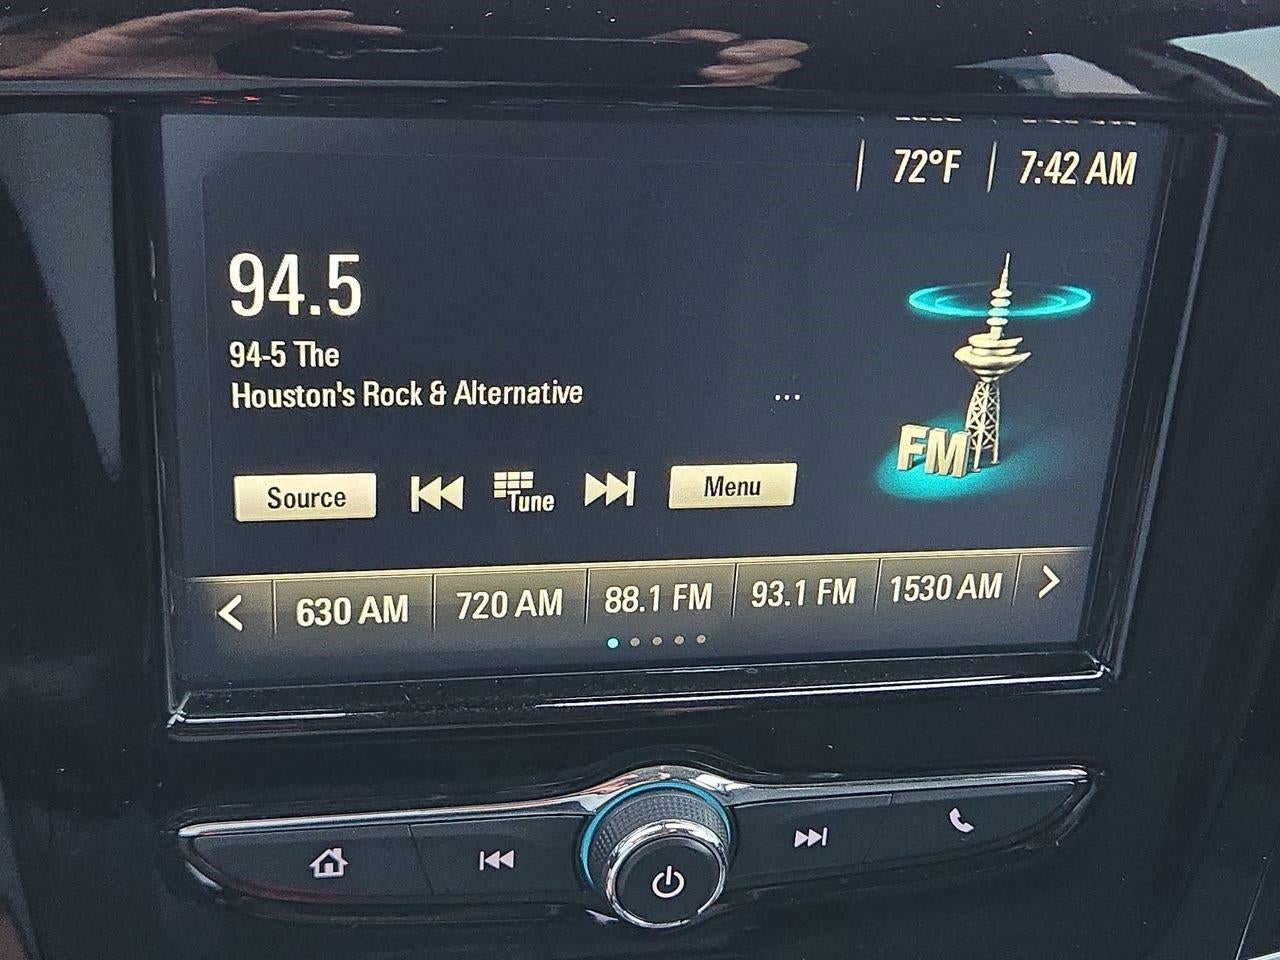 72°F 7:42 AM
94.5
94-5 The
Houston's Rock & Alternative
...
FM
Source Tune Menu
630 AM 720 AM 88.1 FM 93.1 FM 1530 AM